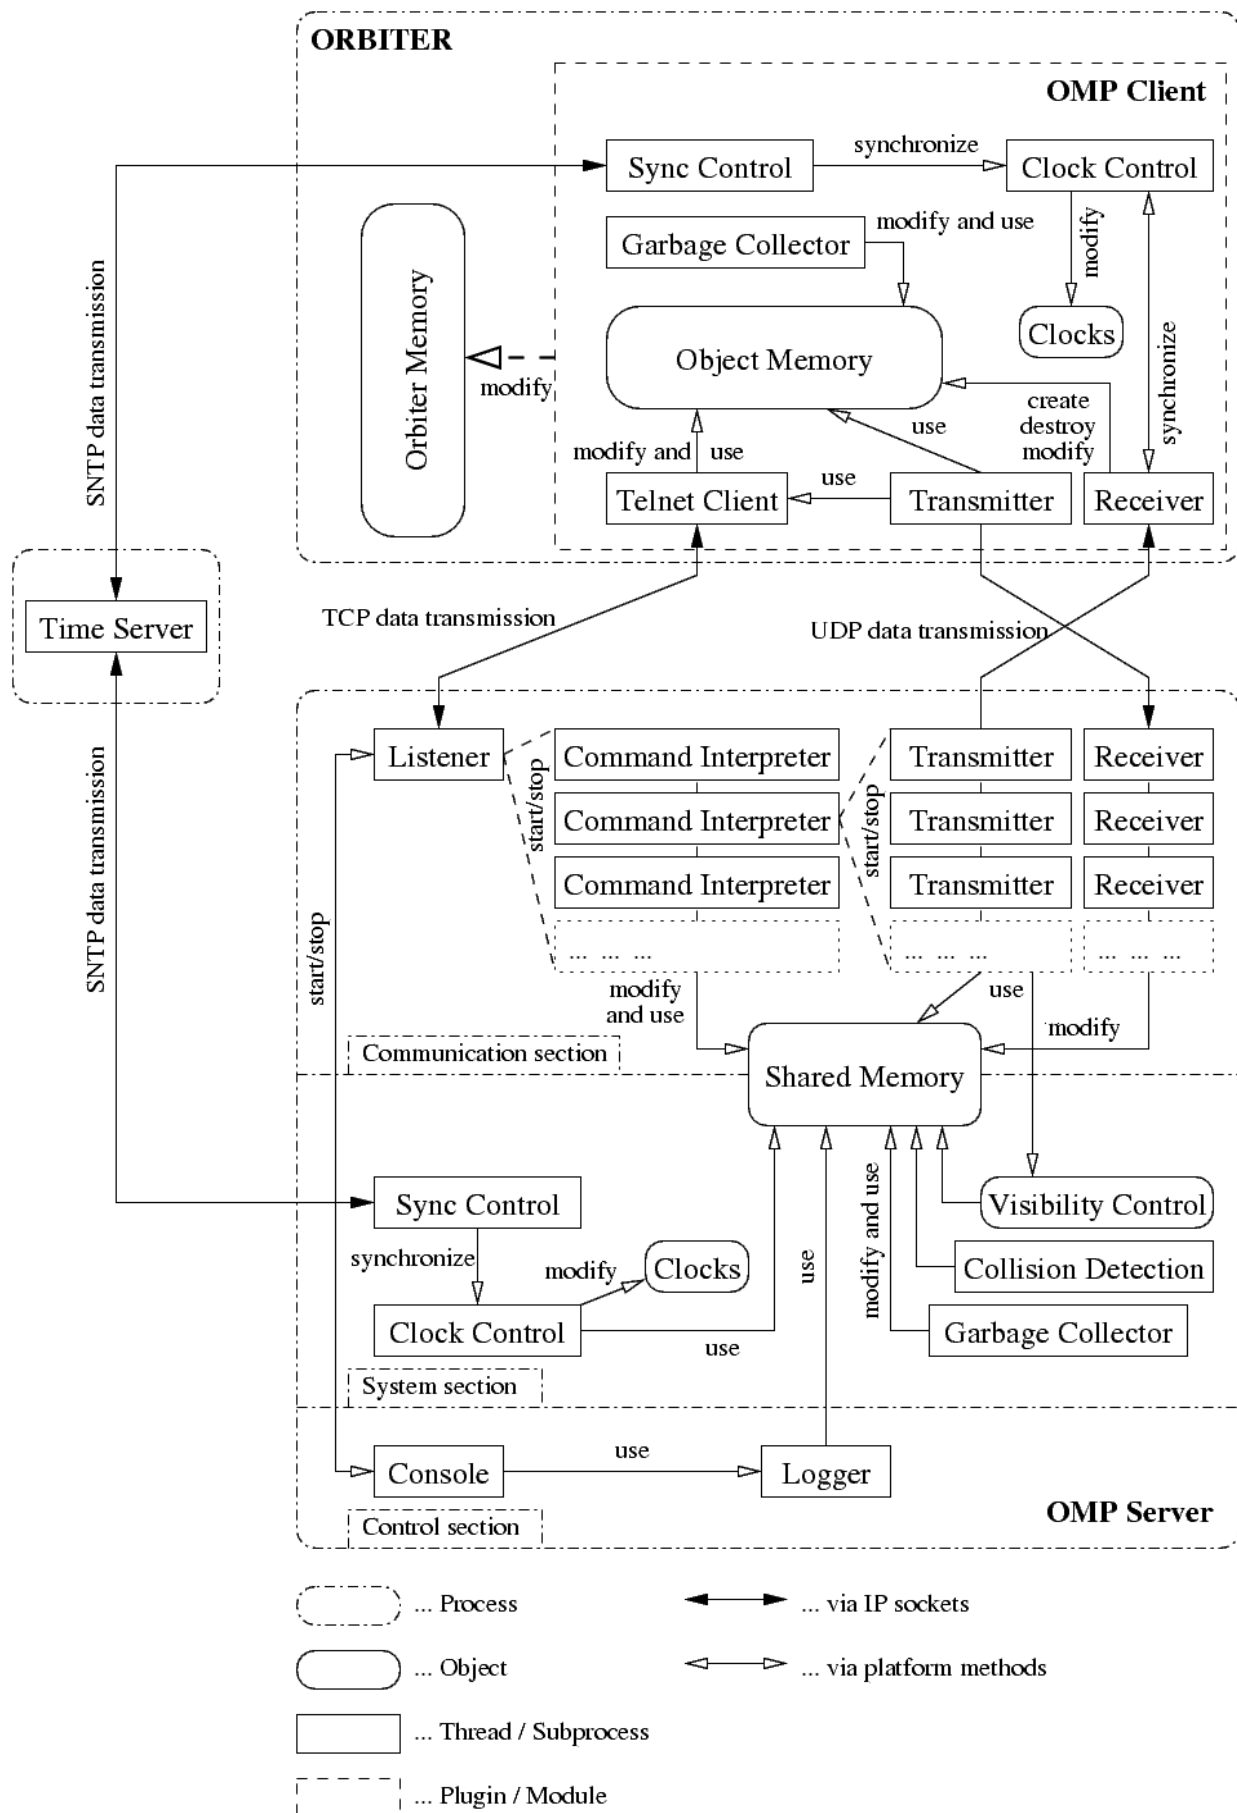 ORBITER
OMP Client
synchronize
Sync Control
Clock Control
modify and use
modify
Garbage Collector
SNTP data transmission
Orbiter Memory
Object Memory
Clocks
modify
synchronize
create
destroy
modify
use
modify and use
Telnet Client
use
Transmitter
Receiver
Time Server
TCP data transmission
UDP data transmission
SNTP data transmission
Listener
start/stop
Command Interpreter
start/stop
Transmitter
Receiver
Command Interpreter
Transmitter
Receiver
Command Interpreter
Transmitter
Receiver
... ... ...
... ... ...
... ... ...
start/stop
modify
and use
use
modify
Communication section
Shared Memory
Sync Control
Visibility Control
synchronize
modify
Clocks
use
modify and use
Collision Detection
Clock Control
use
Garbage Collector
System section
Console
use
Logger
OMP Server
Control section
... Process
... via IP sockets
... Object
... via platform methods
... Thread / Subprocess
... Plugin / Module